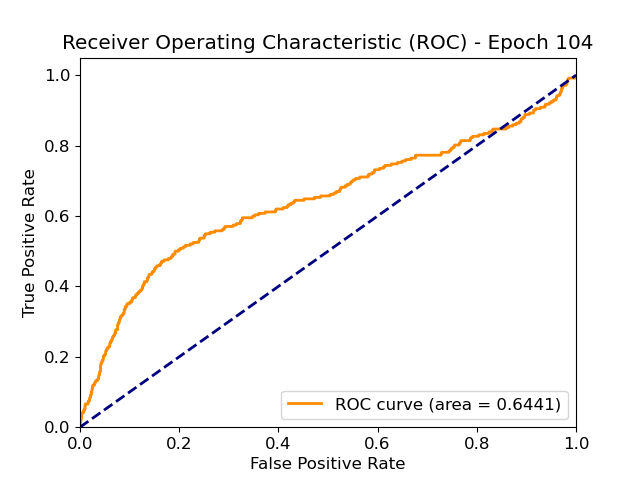 Receiver Operating Characteristic (ROC) - Epoch 104
True Positive Rate
1.0
0.8
0.6
0.4
0.2
0.0
ROC curve (area = 0.6441)
0.0 0.2 0.4 0.6 0.8 1.0
False Positive Rate